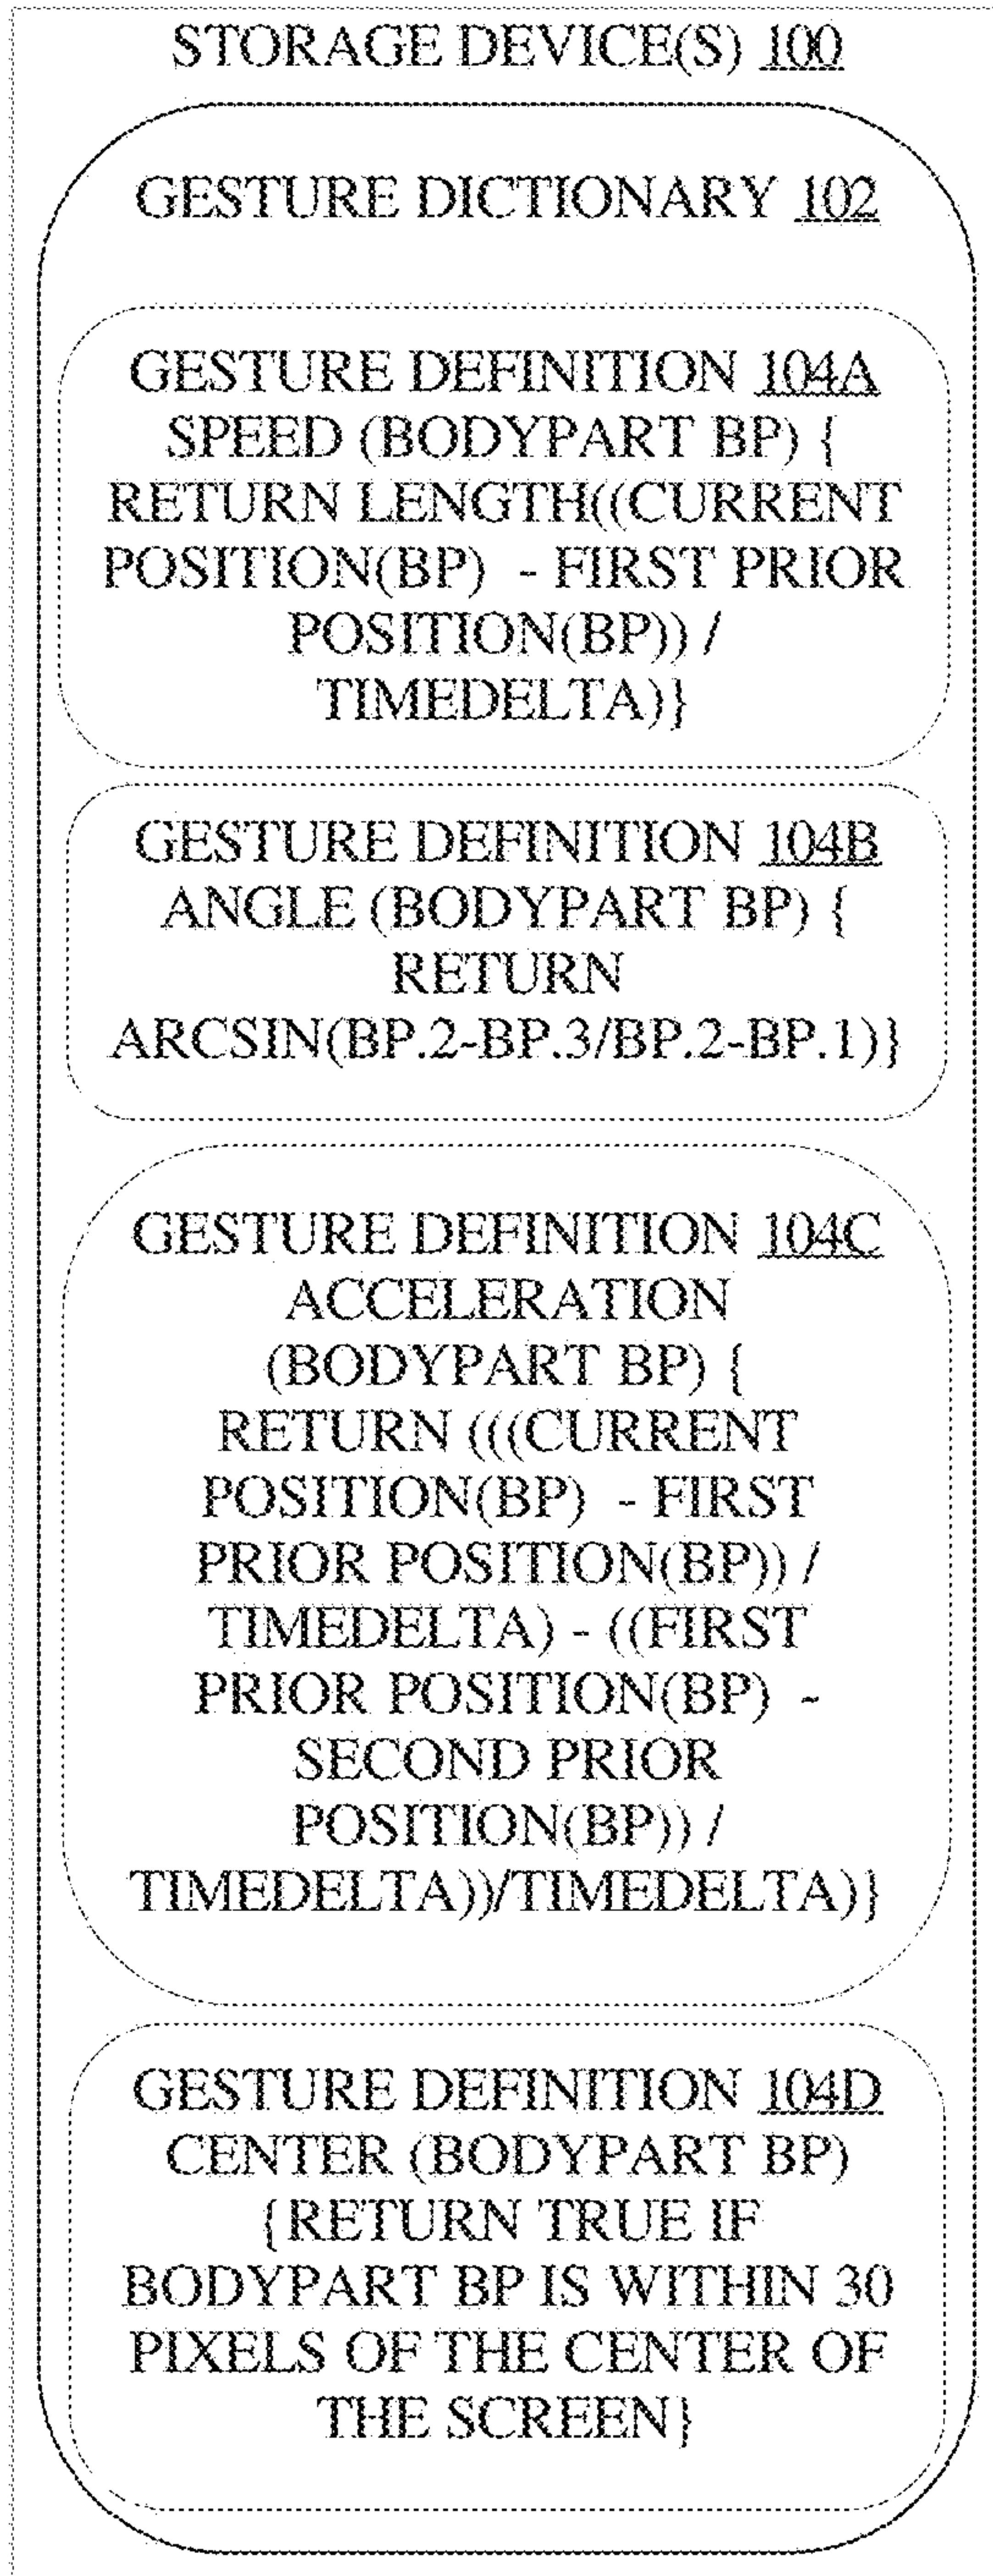 STORAGE DEVICE(S) 100
GESTURE DICTIONARY 102
GESTURE DEFINITION 104A
SPEED (BODYPART BP) {
RETURN LENGTH((CURRENT
POSITION(BP) - FIRST PRIOR
POSITION(BP)) /
TIMEDELTA)}
GESTURE DEFINITION 104B
ANGLE (BODYPART BP) {
RETURN
ARCSIN(BP.2-BP.3/BP.2-BP.1)}
GESTURE DEFINITION 104C
ACCELERATION
(BODYPART BP) {
RETURN (((CURRENT
POSITION(BP) - FIRST
PRIOR POSITION(BP)) /
TIMEDELTA) - ((FIRST
PRIOR POSITION(BP) -
SECOND PRIOR
POSITION(BP)) /
TIMEDELTA))/TIMEDELTA)}
GESTURE DEFINITION 104D
CENTER (BODYPART BP)
{RETURN TRUE IF
BODYPART BP IS WITHIN 30
PIXELS OF THE CENTER OF
THE SCREEN}